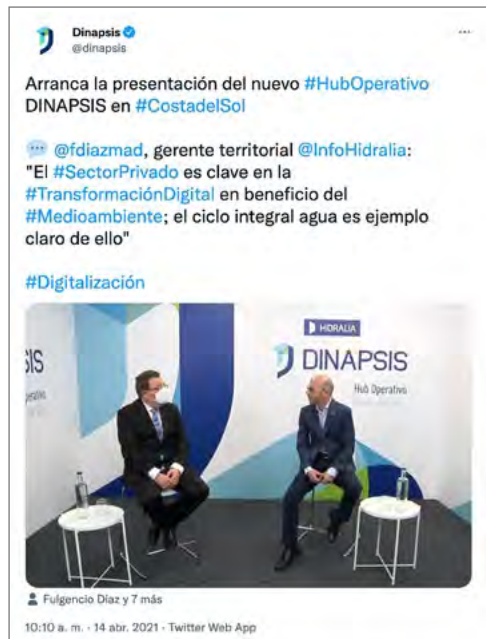 Dinapsis
@dinapsis
Arranca la presentación del nuevo #HubOperativo
DINAPSIS en #CostadelSol
💬 @fdiazmad, gerente territorial @InfoHidralia:
"El #SectorPrivado es clave en la
#TransformaciónDigital en beneficio del
#Medioambiente; el ciclo integral agua es ejemplo
claro de ello"
#Digitalización
HIDRALIA
SIS
DINAPSIS
Hub Operativo
Fulgencio Díaz y 7 más
10:10 a. m. · 14 abr. 2021 · Twitter Web App